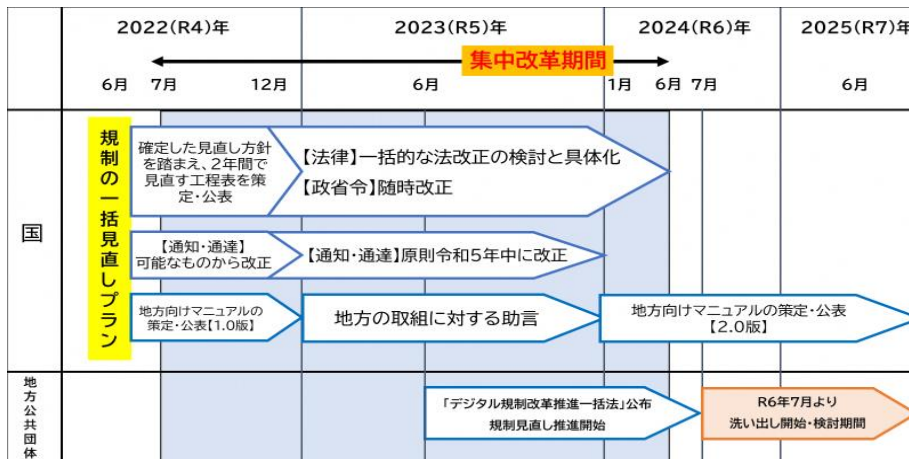 2022(R4)年
2023(R5)年
2024(R6)年
2025(R7)年
集中改革期間
6月
7月
12月
6月
1月
6月
7月
6月
国
規制の一括見直しプラン
確定した見直し方針
を踏まえ、2年間で
見直す工程表を策
定・公表
【法律】一括的な法改正の検討と具体化
【政省令】随時改正
【通知・通達】
可能なものから改正
【通知・通達】原則令和5年中に改正
地方向けマニュアルの
策定・公表【1.0版】
地方の取組に対する助言
地方向けマニュアルの策定・公表
【2.0版】
地方公共団体
「デジタル規制改革推進一括法」公布
規制見直し推進開始
R6年7月より
洗い出し開始・検討期間